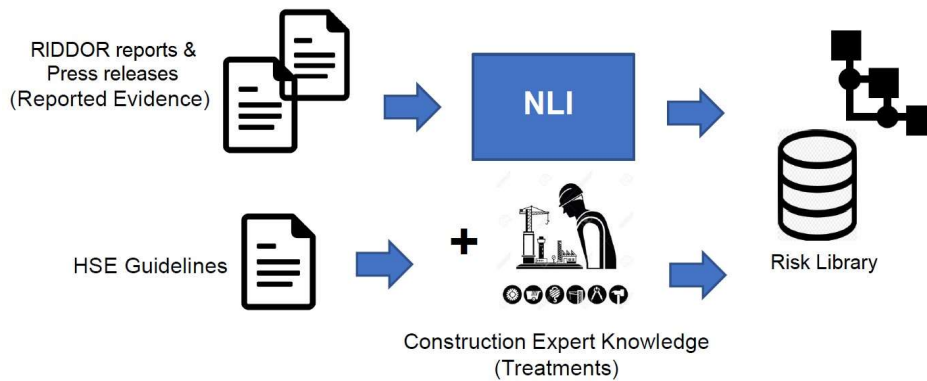 RIDDOR reports &
Press releases
(Reported Evidence)
NLI
HSE Guidelines
+
Risk Library
Construction Expert Knowledge
(Treatments)